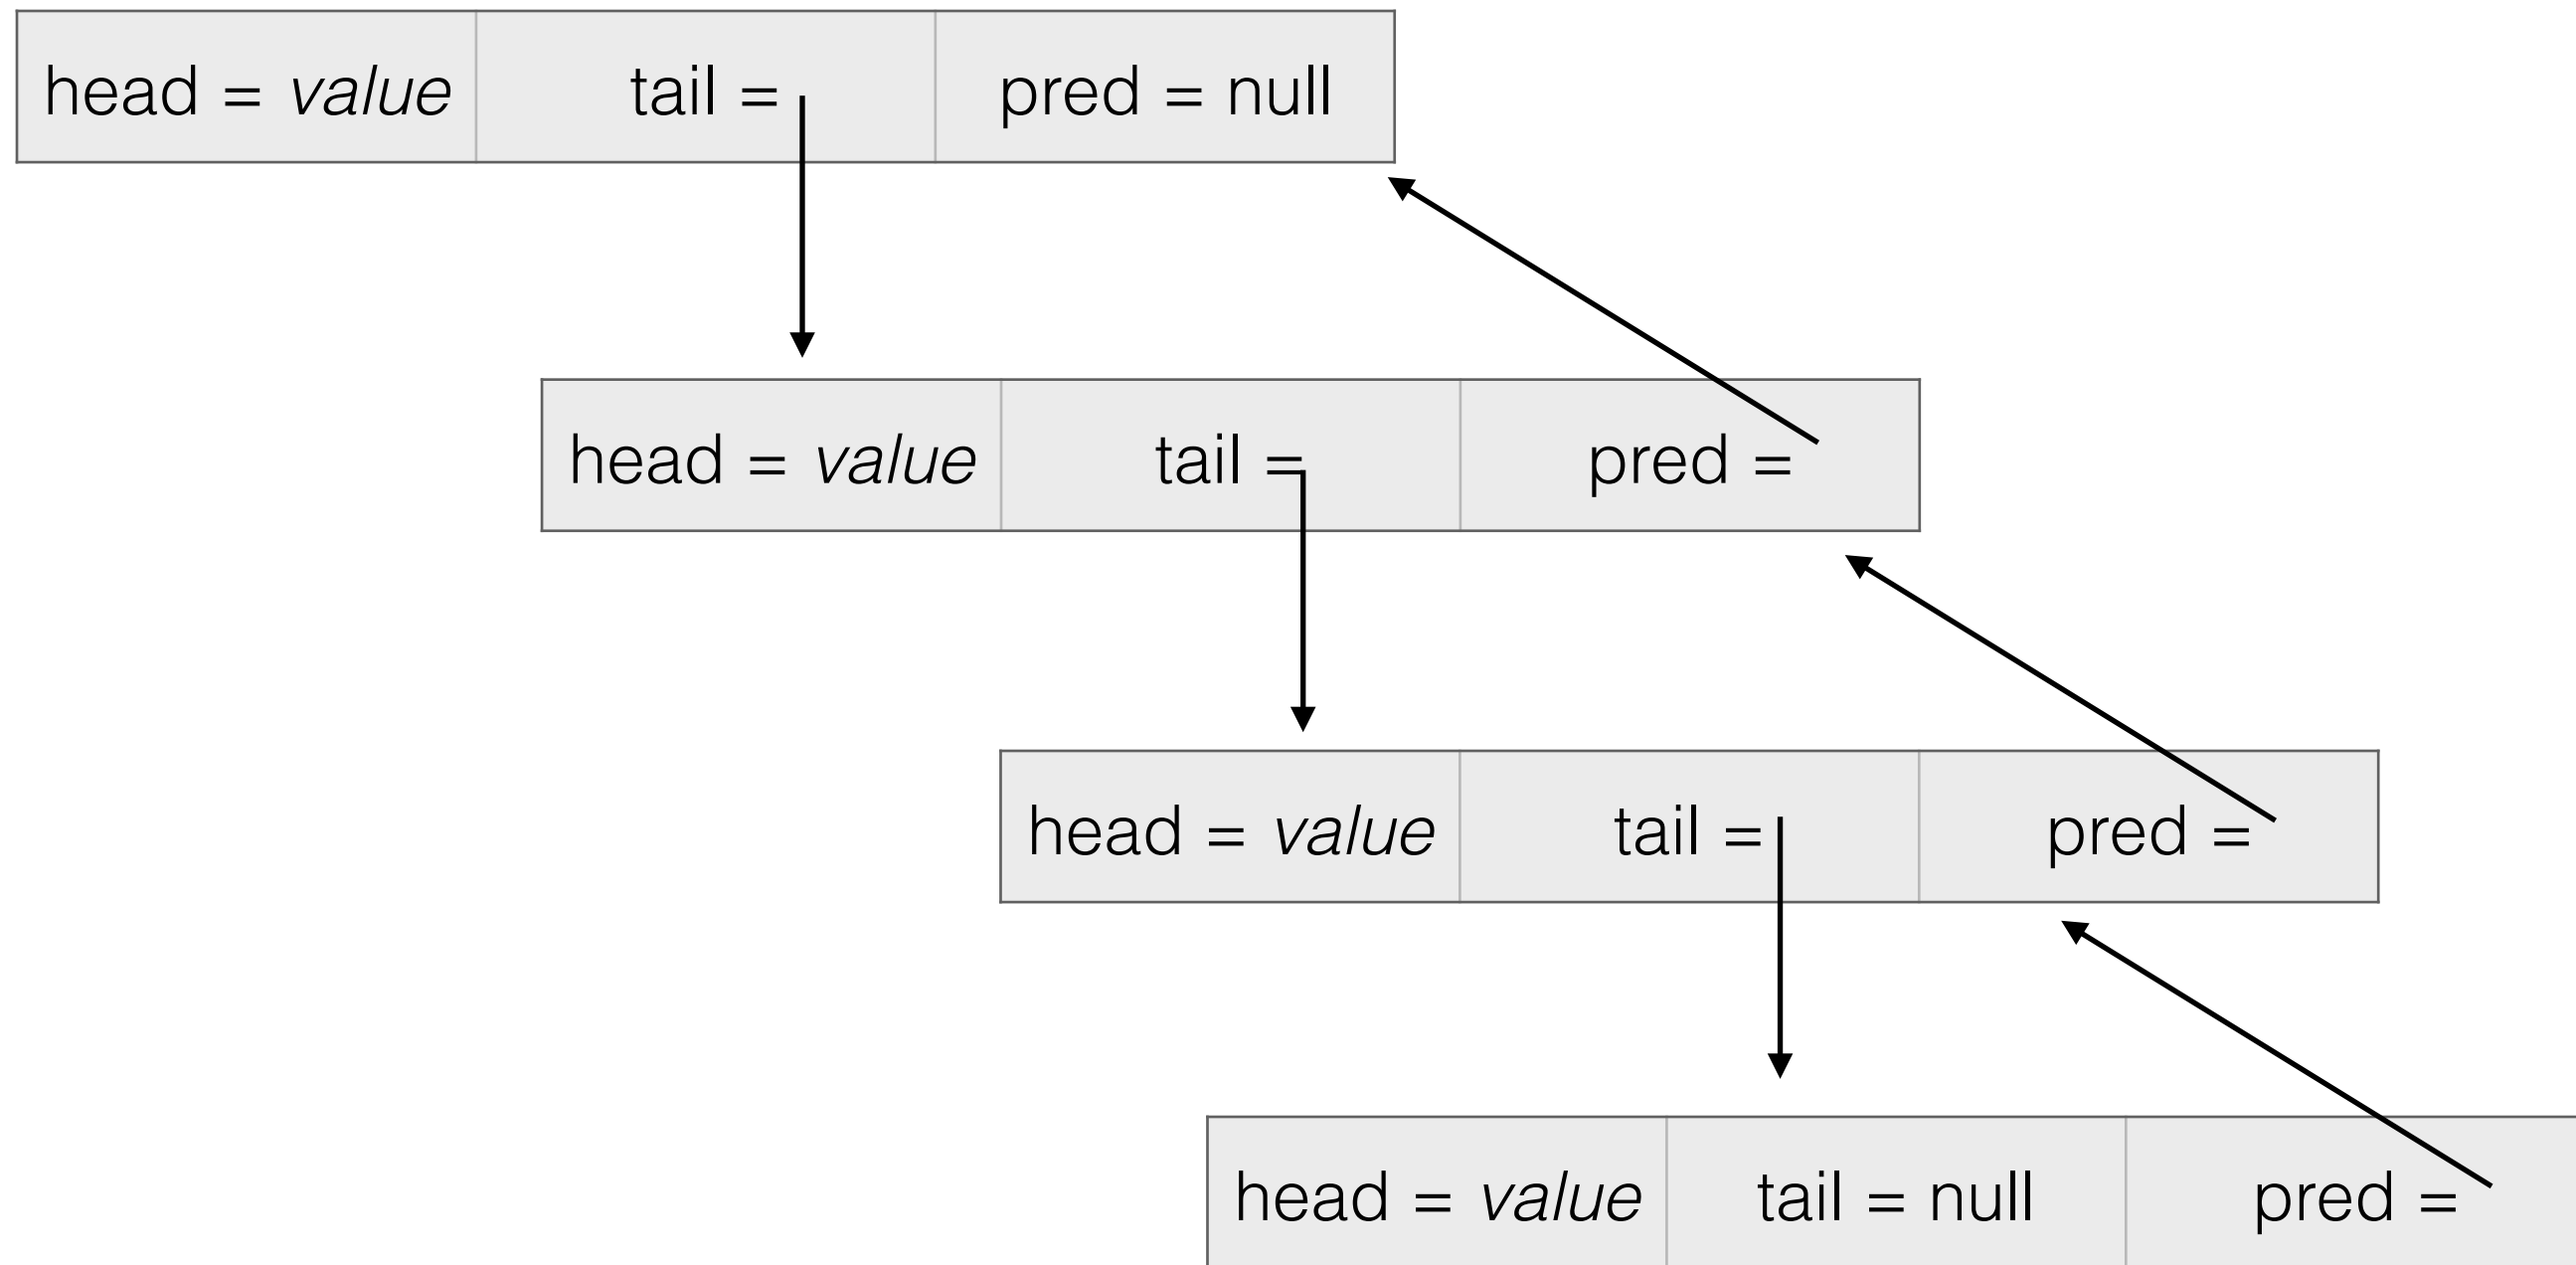 head = value tail = pred = null
head = value tail = pred =
head = value tail = pred =
head = value tail = null pred =